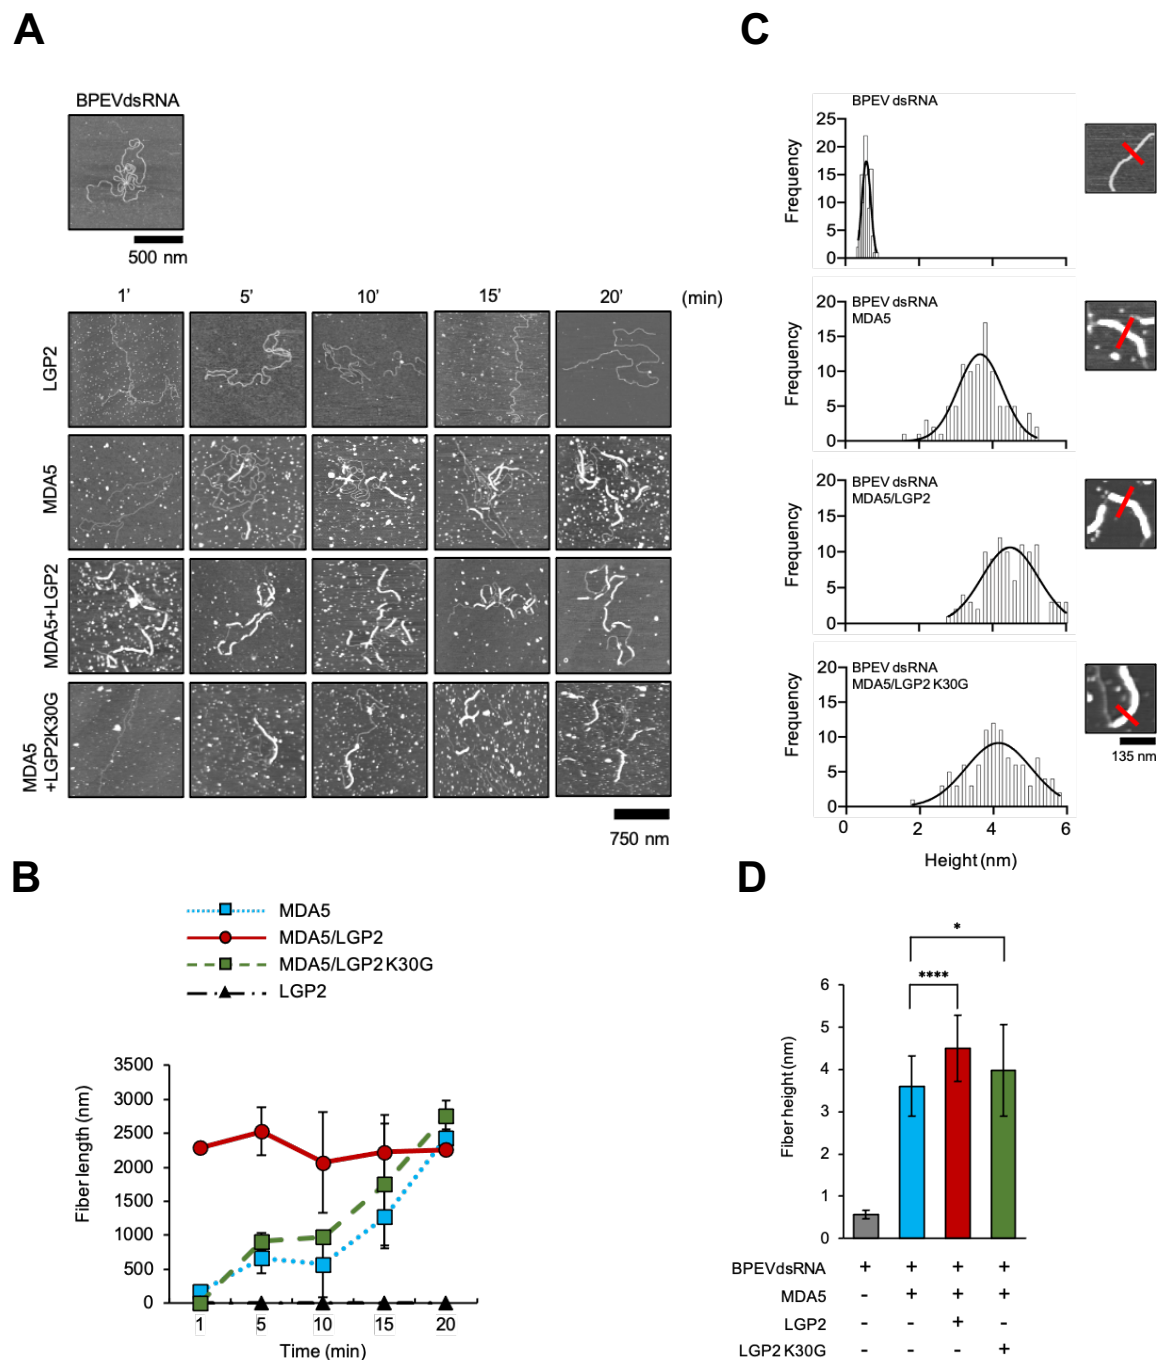 A
BPEVdsRNA
500 nm
1’ 5’ 10’ 15’ 20’ (min)
LGP2
MDA5
MDA5+LGP2
MDA5
+LGP2K30G
750 nm
B
MDA5
MDA5/LGP2
MDA5/LGP2 K30G
LGP2
Fiber length (nm)
3500
3000
2500
2000
1500
1000
500
0
1 5 10 15 20
Time (min)
C
BPEV dsRNA
Frequency
25
20
15
10
5
0
BPEV dsRNA
MDA5
Frequency
20
15
10
5
0
BPEV dsRNA
MDA5/LGP2
Frequency
20
15
10
5
0
BPEV dsRNA
MDA5/LGP2 K30G
Frequency
20
15
10
5
0
0 2 4 6
Height (nm)
135 nm
D
*
****
Fiber height (nm)
6
5
4
3
2
1
0
BPEVdsRNA + + + +
MDA5 - + + +
LGP2 - - + -
LGP2 K30G - - - +